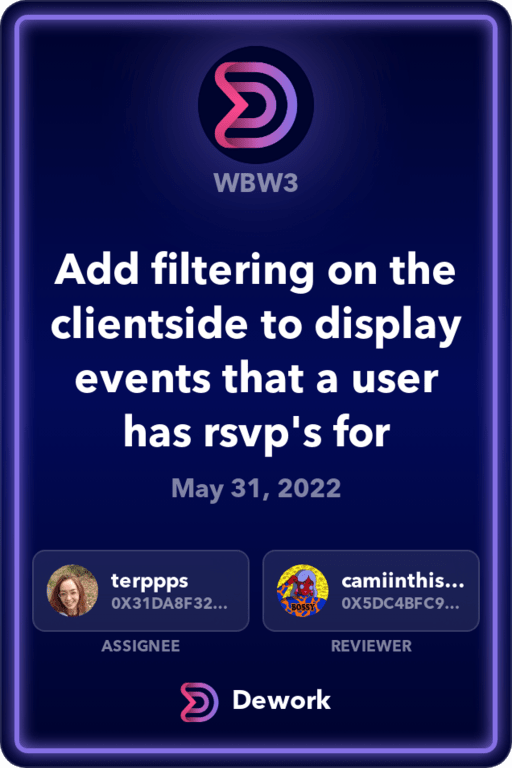 WBW3
Add filtering on the
clientside to display
events that a user
has rsvp's for
May 31, 2022
terppps
0X31DA8F32...
ASSIGNEE
camiinthis...
BOSSY
0X5DC4BFC9...
REVIEWER
Dework